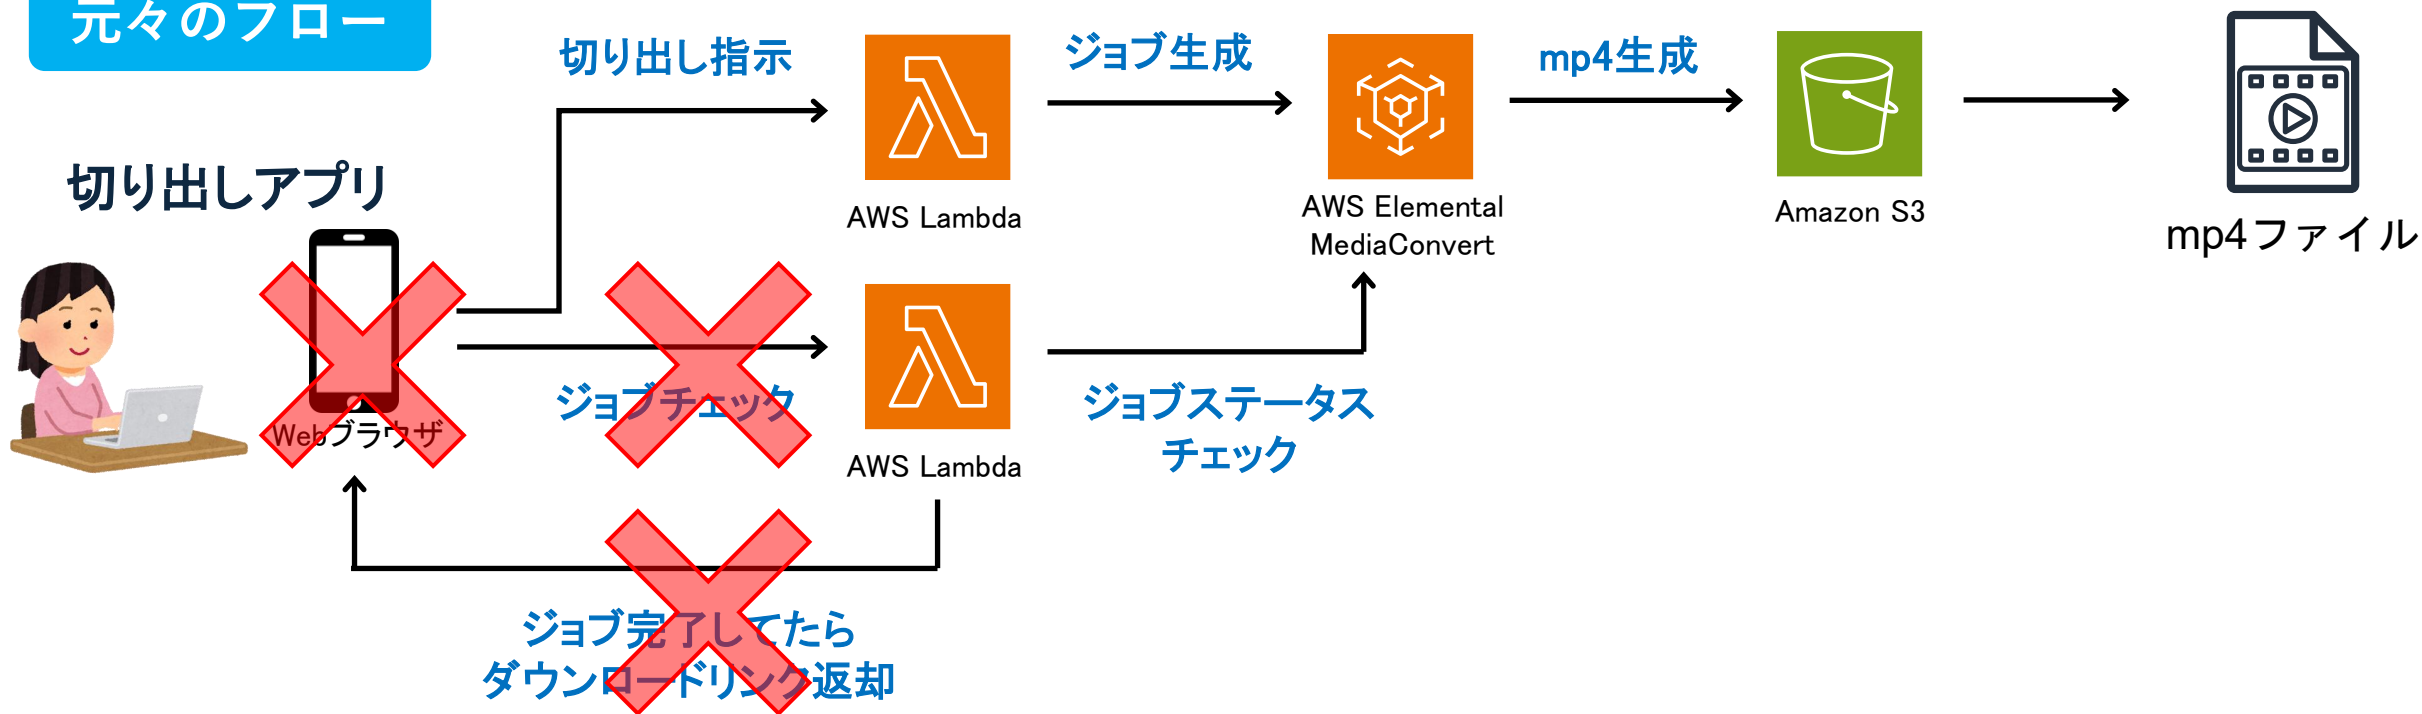 元々のフロー
切り出し指示
ジョブ生成
mp4生成
切り出しアプリ
AWS Lambda
AWS Elemental
MediaConvert
Amazon S3
mp4ファイル
Webブラウザ
ジョブチェック
AWS Lambda
ジョブステータス
チェック
ジョブ完了してたら
ダウンロードリンク返却